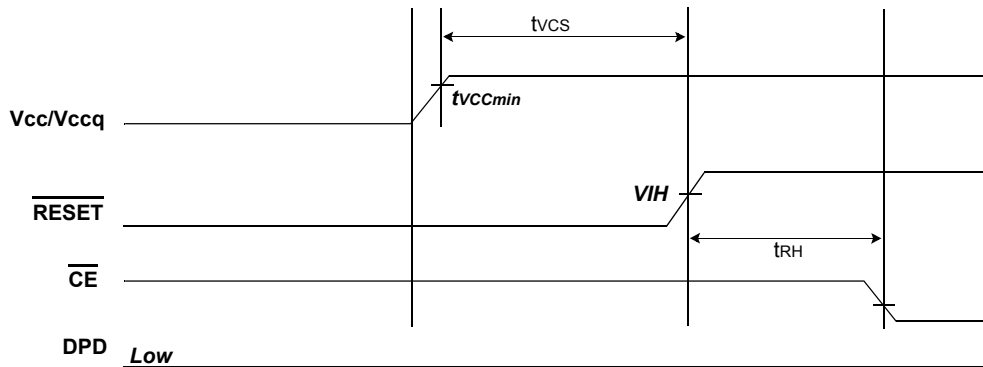 tVCS
tVCCmin
Vcc/Vccq
VIH
RESET
tRH
CE
DPD
Low